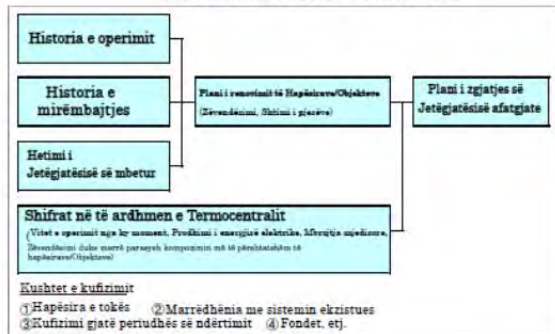 Historia e operimit
Historia e
mirëmbajtjes
Hetimi i
Jetëgjatësisë së mbetur
Plani i renovimit të Hapësirave/Objekteve
(Zëvendësimi, Shtimi i pjesëve)
Plani i zgjatjes së
Jetëgjatësisë afatgjate
Shifrat në të ardhmen e Termocentralit
(Vitet e operimit nga ky moment, Prodhimi i energjisë elektrike, Mbrojtja mjedisore,
Zëvendësimi duke marrë parasysh kompozimin më të përshtatshëm të
hapësirave/Objekteve)
Kushtet e kufizimit
①Hapësira e tokës ②Marrëdhënia me sistemin ekzistues
③Kufizimi gjatë periudhës së ndërtimit ④ Fondet, etj.